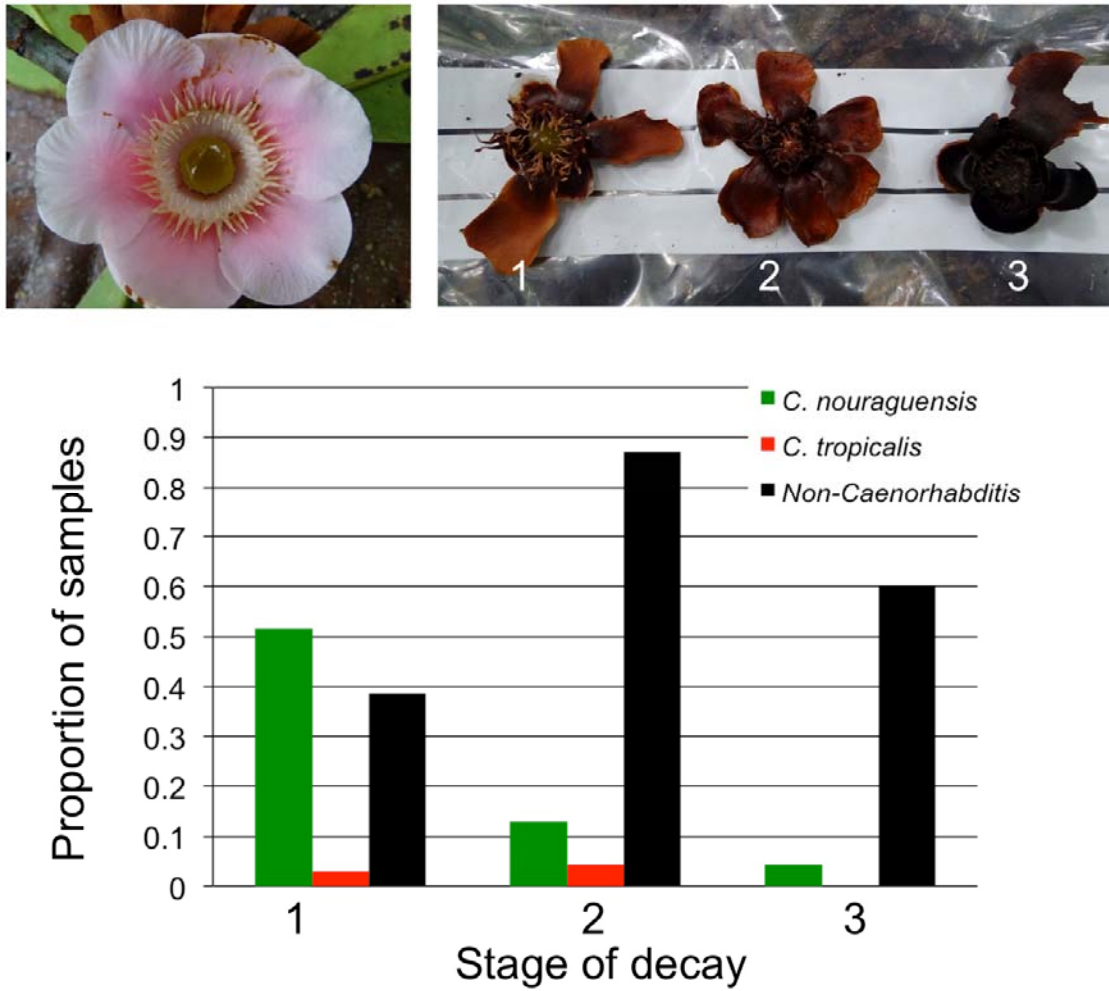 1 2 3
1
0.9
0.8
0.7
0.6
0.5
0.4
0.3
0.2
0.1
0
Proportion of samples
C. nouraguensis
C. tropicalis
Non-Caenorhabditis
1 2 3
Stage of decay